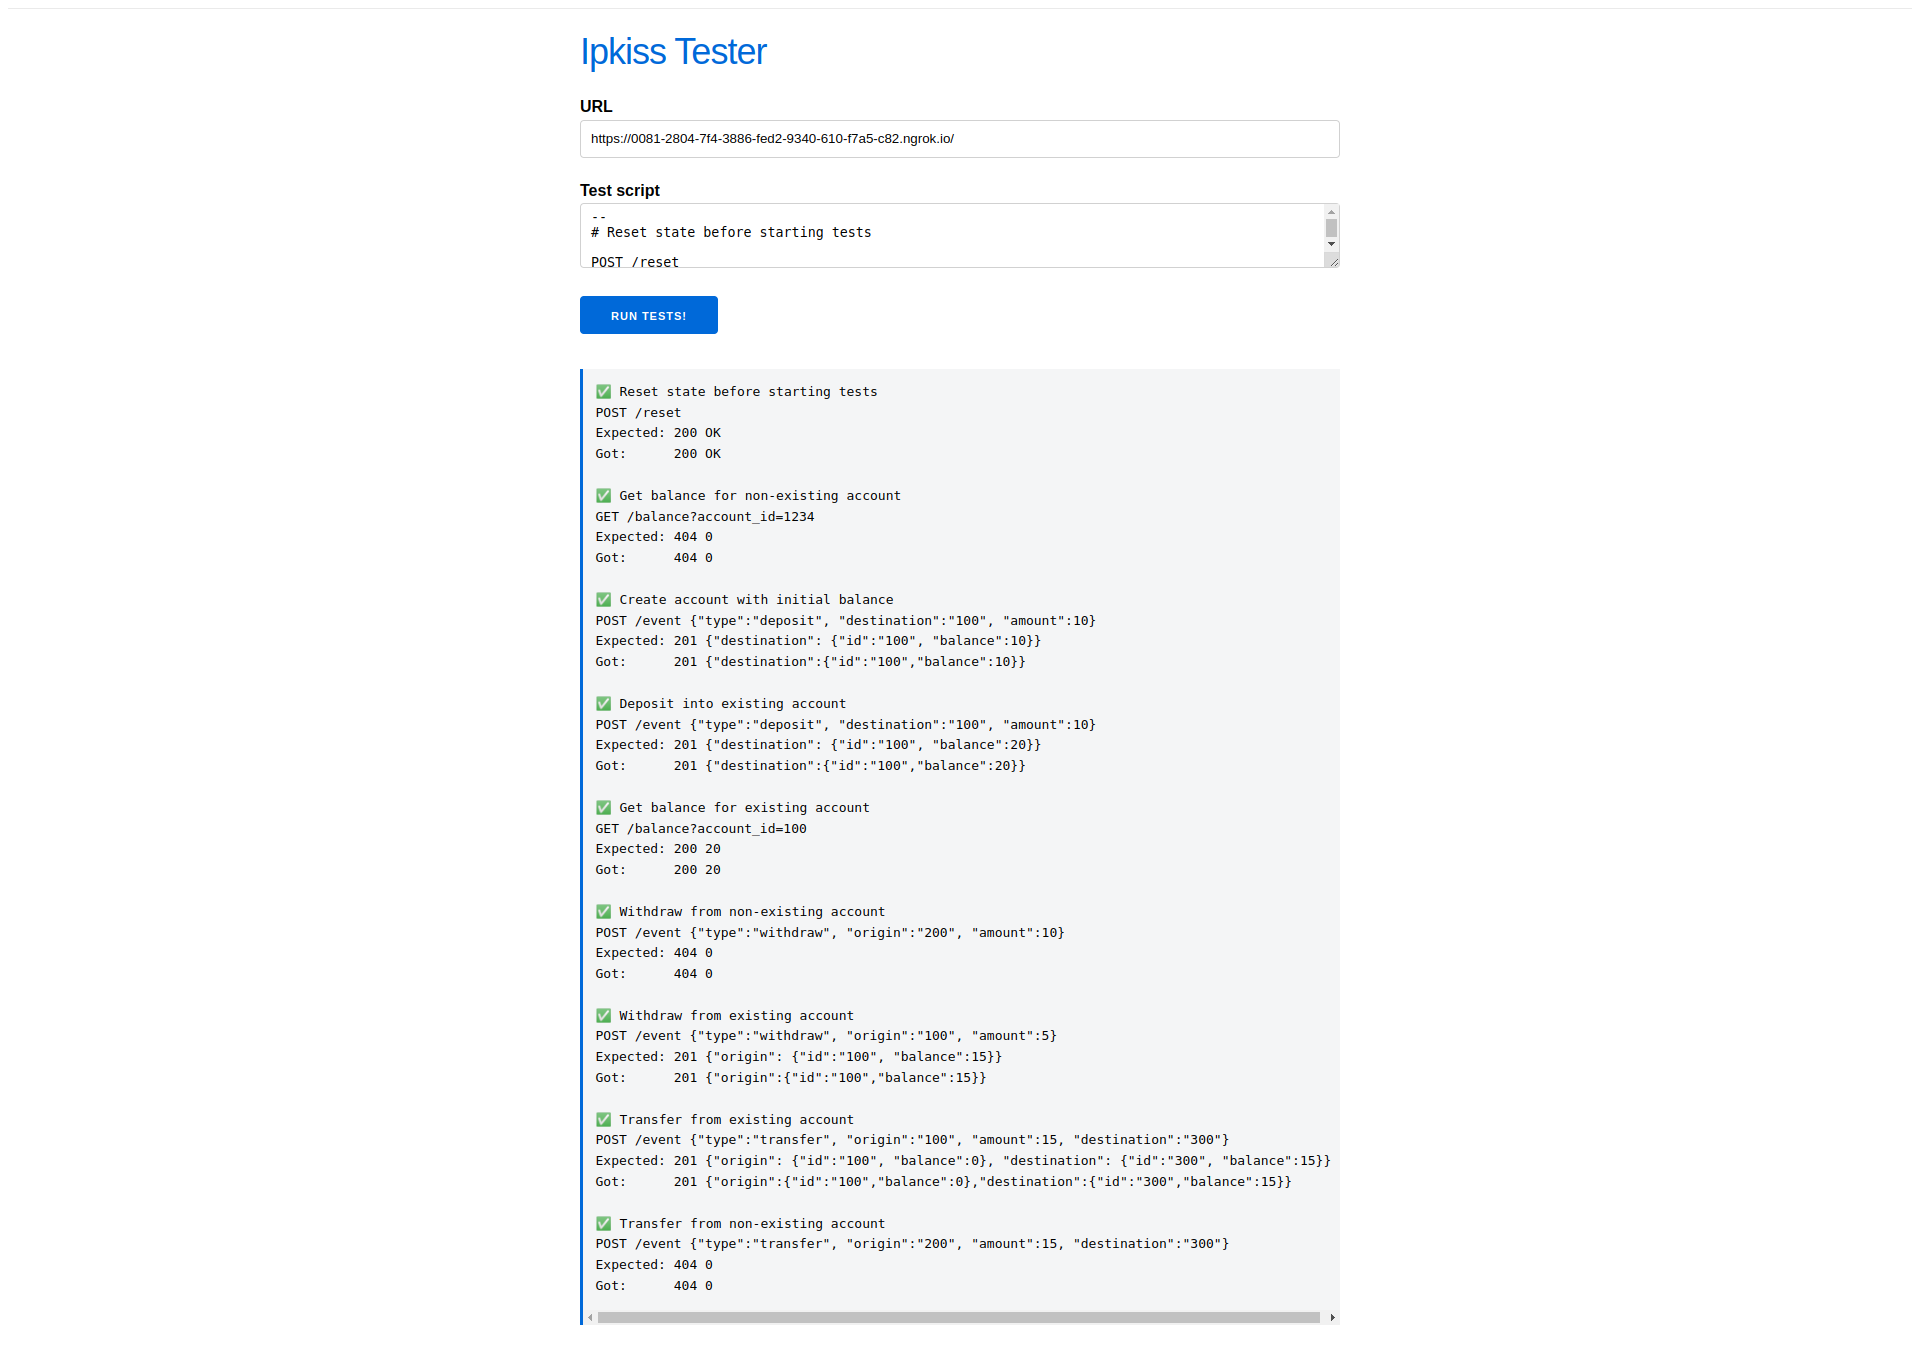 Ipkiss Tester
URL
https://0081-2804-7f4-3886-fed2-9340-610-f7a5-c82.ngrok.io/
Test script
--
# Reset state before starting tests
POST /reset
RUN TESTS!
✅ Reset state before starting tests
POST /reset
Expected: 200 OK
Got:      200 OK
✅ Get balance for non-existing account
GET /balance?account_id=1234
Expected: 404 0
Got:      404 0
✅ Create account with initial balance
POST /event {"type":"deposit", "destination":"100", "amount":10}
Expected: 201 {"destination": {"id":"100", "balance":10}}
Got:      201 {"destination":{"id":"100","balance":10}}
✅ Deposit into existing account
POST /event {"type":"deposit", "destination":"100", "amount":10}
Expected: 201 {"destination": {"id":"100", "balance":20}}
Got:      201 {"destination":{"id":"100","balance":20}}
✅ Get balance for existing account
GET /balance?account_id=100
Expected: 200 20
Got:      200 20
✅ Withdraw from non-existing account
POST /event {"type":"withdraw", "origin":"200", "amount":10}
Expected: 404 0
Got:      404 0
✅ Withdraw from existing account
POST /event {"type":"withdraw", "origin":"100", "amount":5}
Expected: 201 {"origin": {"id":"100", "balance":15}}
Got:      201 {"origin":{"id":"100","balance":15}}
✅ Transfer from existing account
POST /event {"type":"transfer", "origin":"100", "amount":15, "destination":"300"}
Expected: 201 {"origin": {"id":"100", "balance":0}, "destination": {"id":"300", "balance":15}}
Got:      201 {"origin":{"id":"100","balance":0},"destination":{"id":"300","balance":15}}
✅ Transfer from non-existing account
POST /event {"type":"transfer", "origin":"200", "amount":15, "destination":"300"}
Expected: 404 0
Got:      404 0